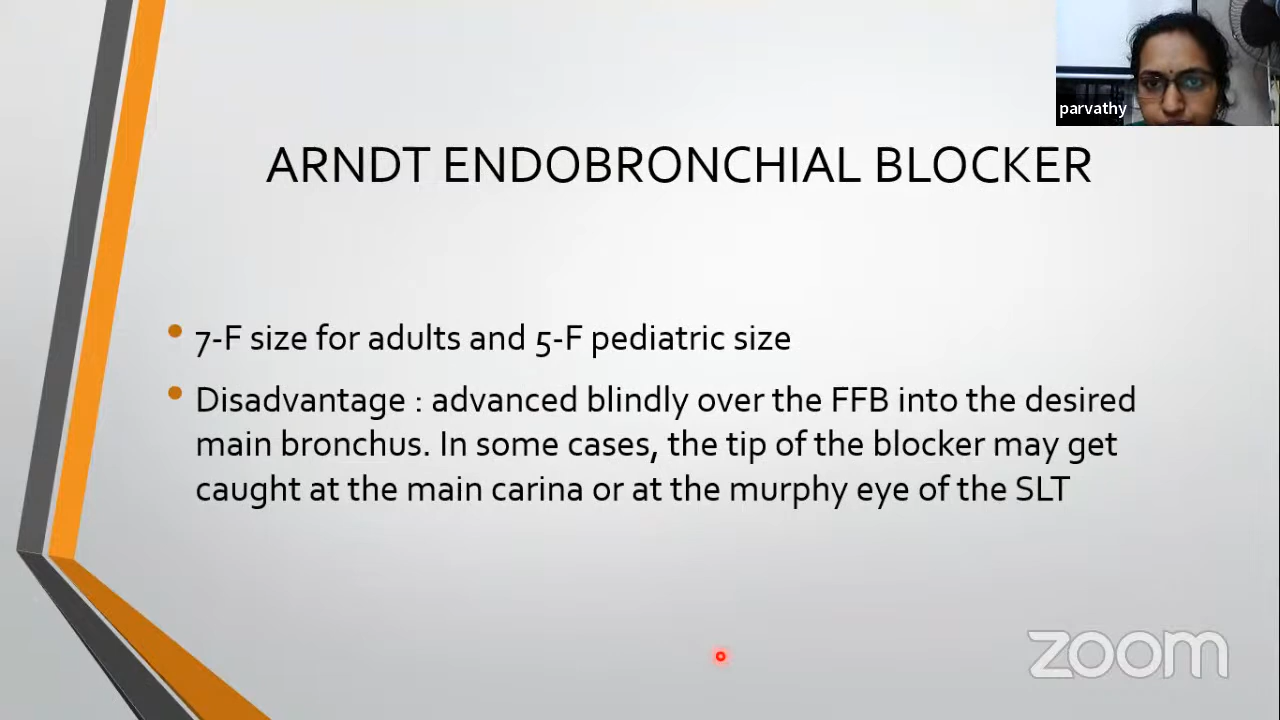 parvathy
ARNDT ENDOBRONCHIAL BLOCKER
7-F size for adults and 5-F pediatric size
Disadvantage : advanced blindly over the FFB into the desired
main bronchus. In some cases, the tip of the blocker may get
caught at the main carina or at the murphy eye of the SLT
zoom